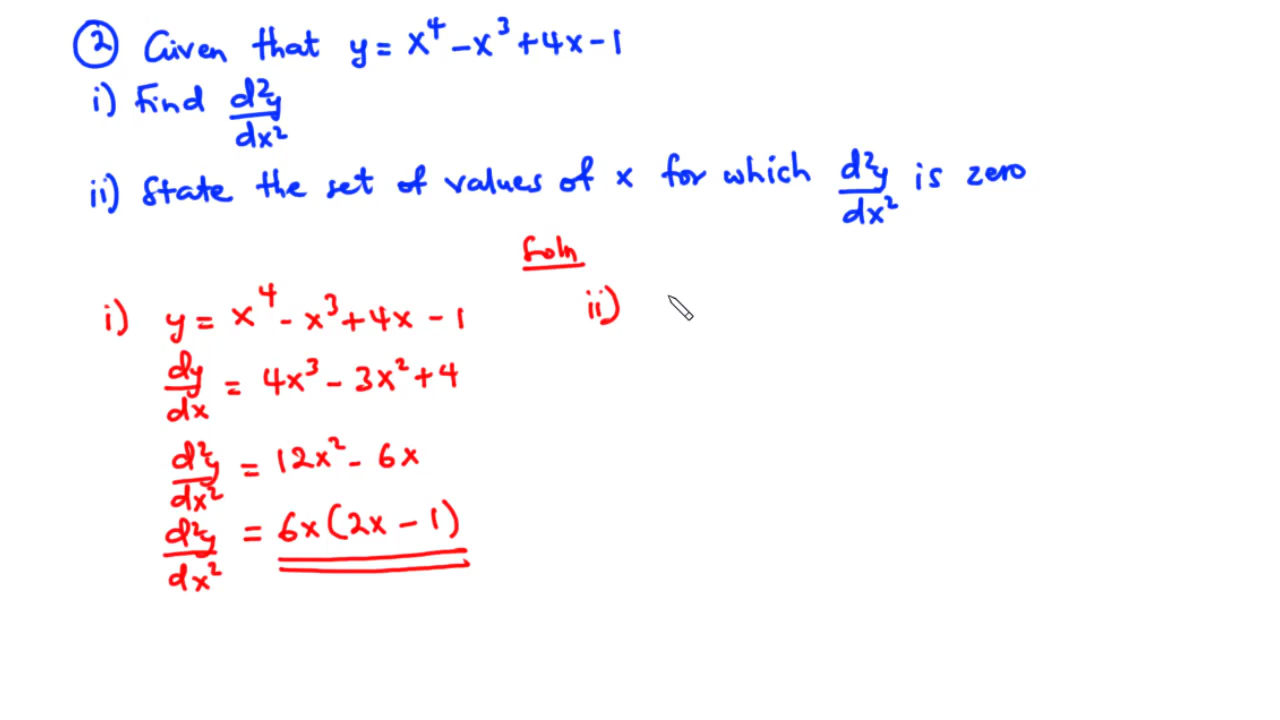 ② Given that y = x⁴ - x³ + 4x - 1
i) Find d²y/dx²
ii) State the set of values of x for which d²y/dx² is zero
Soln
i) y = x⁴ - x³ + 4x - 1
dy/dx = 4x³ - 3x² + 4
d²y/dx² = 12x² - 6x
d²y/dx² = 6x(2x - 1)
ii)